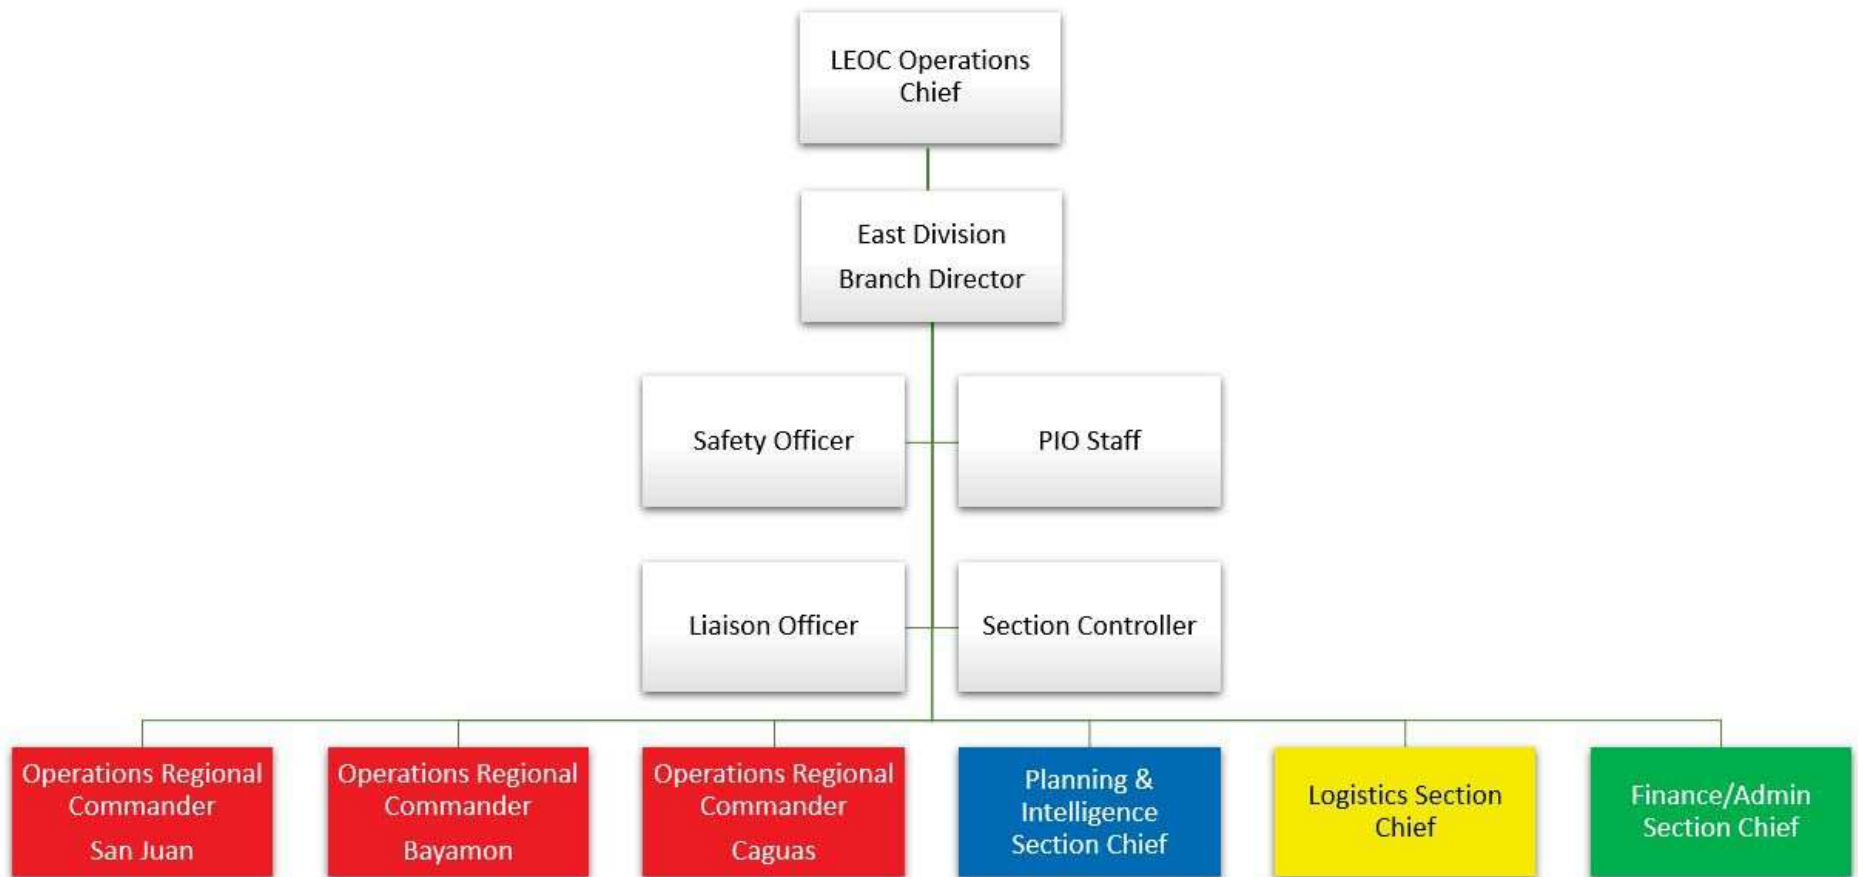 LEOC Operations
Chief
East Division
Branch Director
Safety Officer
PIO Staff
Liaison Officer
Section Controller
Operations Regional
Commander
San Juan
Operations Regional
Commander
Bayamon
Operations Regional
Commander
Caguas
Planning &
Intelligence
Section Chief
Logistics Section
Chief
Finance/Admin
Section Chief